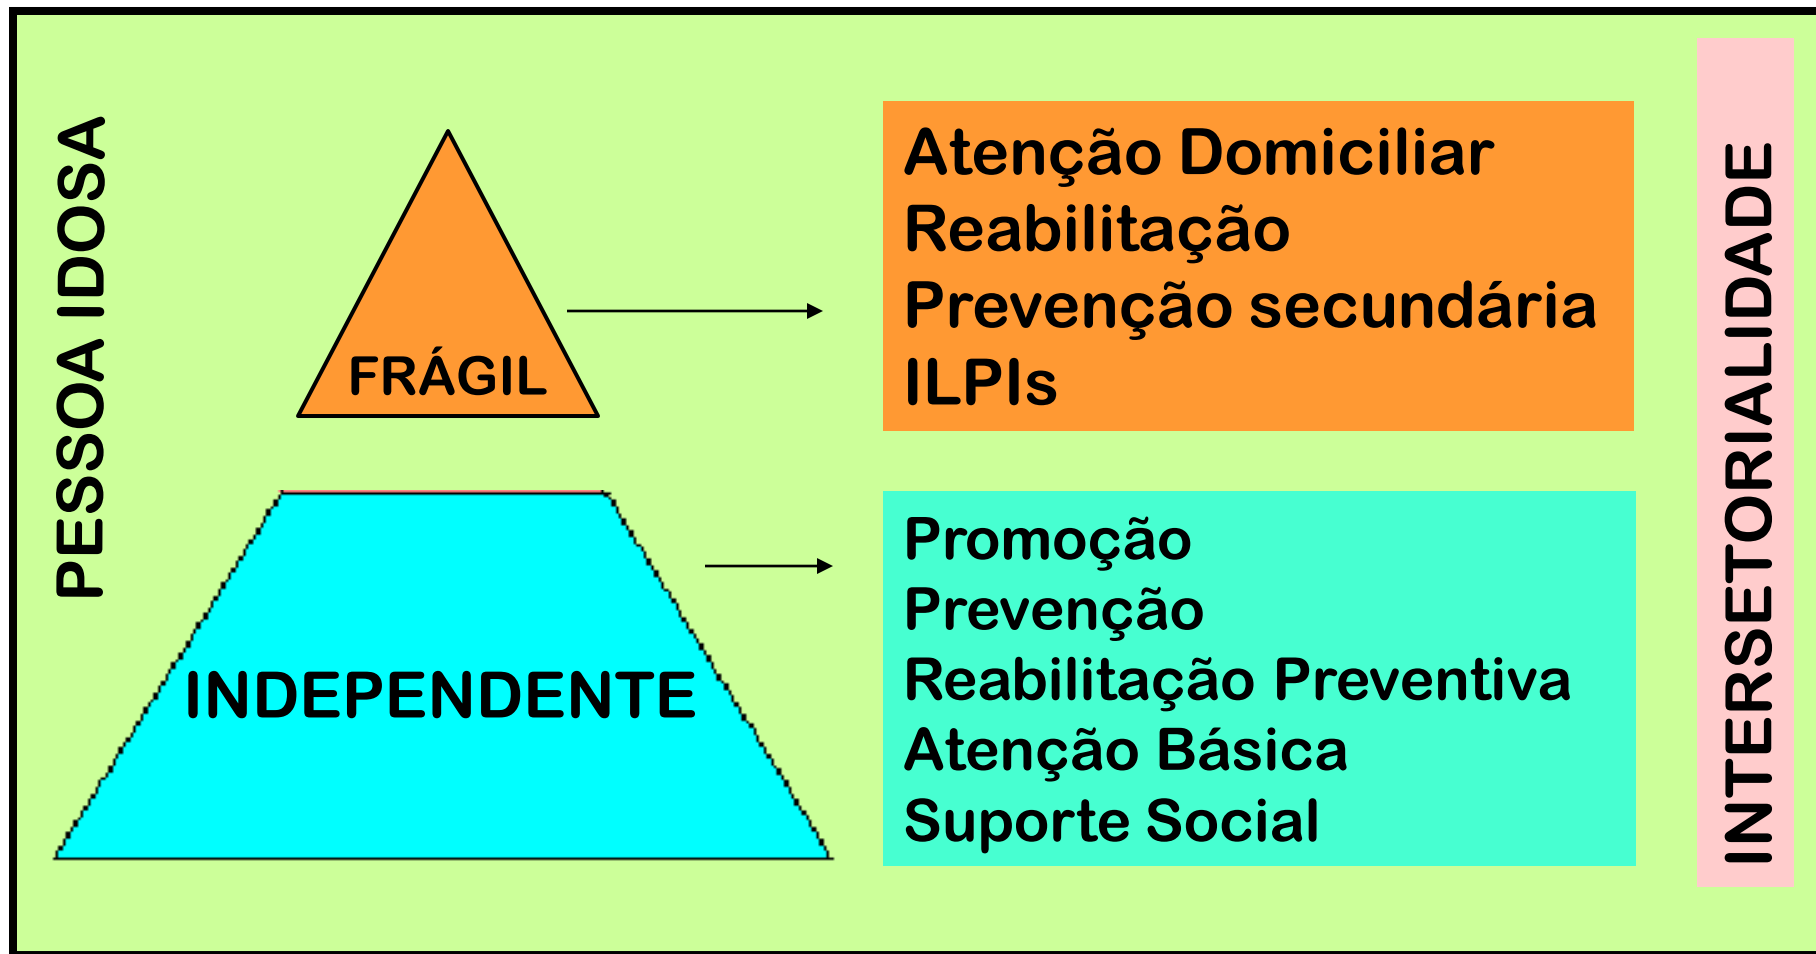 PESSOA IDOSA
FRÁGIL
Atenção Domiciliar
Reabilitação
Prevenção secundária
ILPIs
INDEPENDENTE
Promoção
Prevenção
Reabilitação Preventiva
Atenção Básica
Suporte Social
INTERSETORIALIDADE